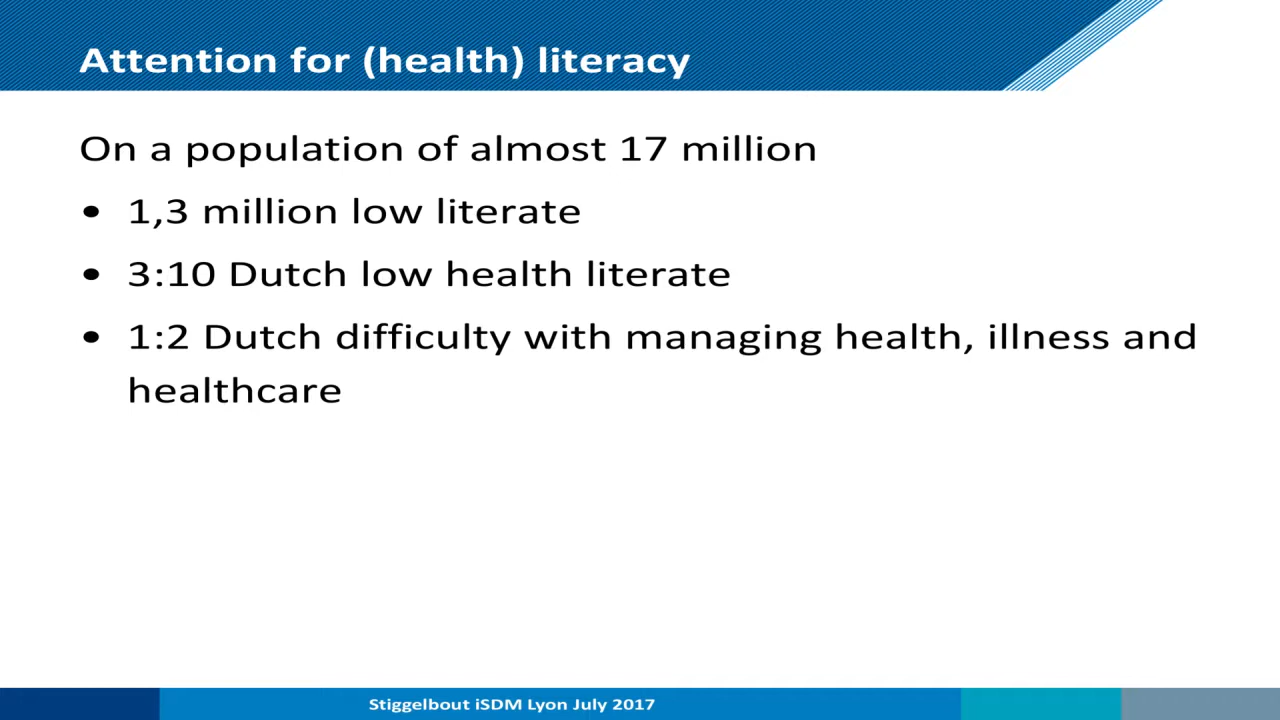 Attention for (health) literacy
On a population of almost 17 million
• 1,3 million low literate
• 3:10 Dutch low health literate
• 1:2 Dutch difficulty with managing health, illness and
healthcare
Stiggelbout iSDM Lyon July 2017